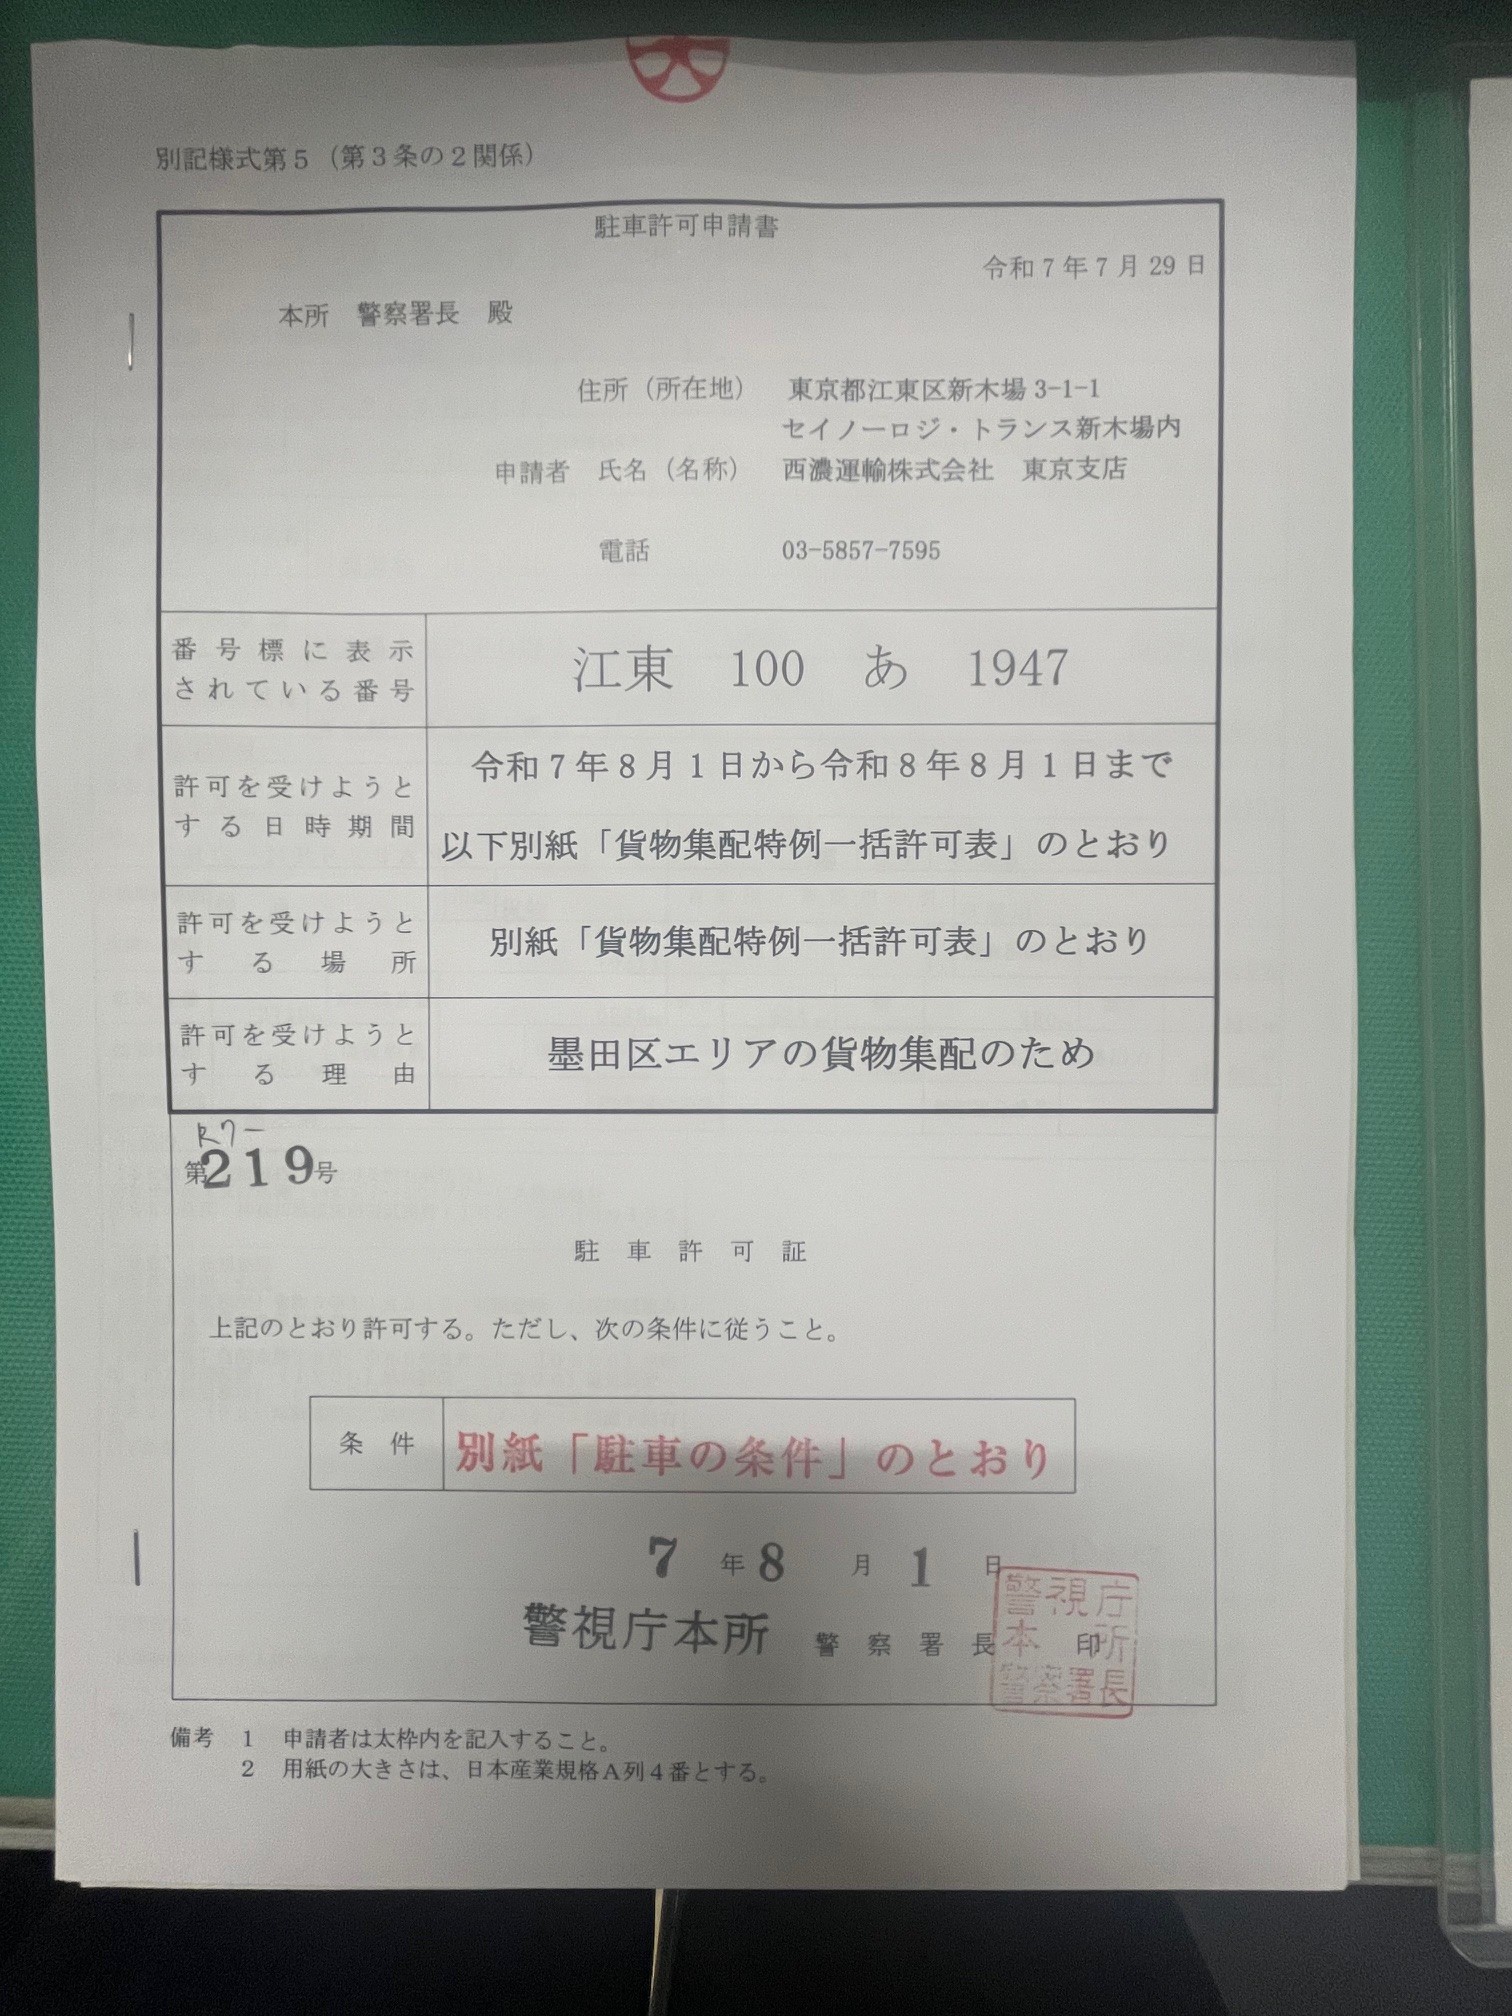 別記様式第5（第3条の2関係）
駐車許可申請書
令和7年7月29日
本所　警察署長　殿
住所（所在地）　東京都江東区新木場3-1-1
セイノーロジ・トランス新木場内
申請者　氏名（名称）　西濃運輸株式会社　東京支店
電話　03-5857-7595
番号標に表示
されている番号
江東　100　あ　1947
許可を受けようと
する日時期間
令和7年8月1日から令和8年8月1日まで
以下別紙「貨物集配特例一括許可表」のとおり
許可を受けようと
する場所
別紙「貨物集配特例一括許可表」のとおり
許可を受けようと
する理由
墨田区エリアの貨物集配のため
R7-
第219号
駐車許可証
上記のとおり許可する。ただし、次の条件に従うこと。
条件　別紙「駐車の条件」のとおり
7年8月1日
警視庁本所　警察署長　印
警視庁
本所
警察署長
備考　1　申請者は太枠内を記入すること。
2　用紙の大きさは、日本産業規格A列4番とする。